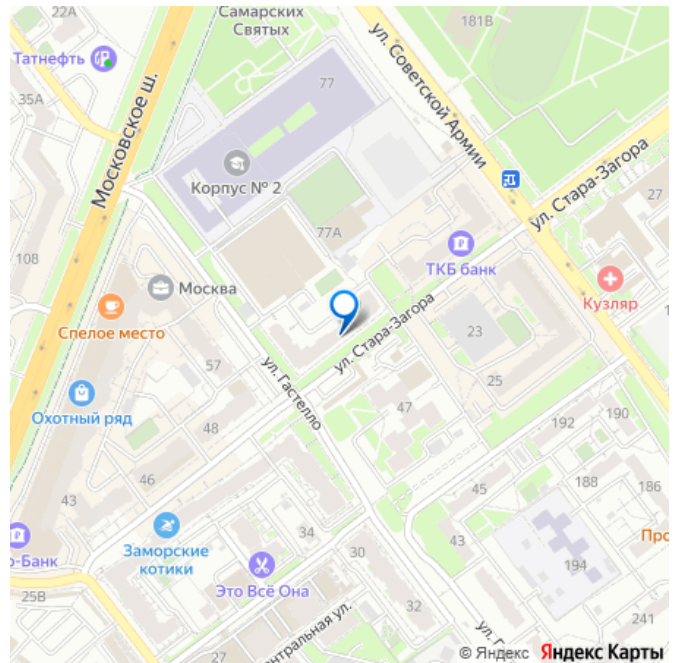 22А
Самарских
Святых
181В
Татнефть
ул. Советской Армии
35А
77
Московское ш.
Корпус № 2
ул. Стара-Загора
27
77А
ТКБ банк
108
Москва
Кузляр
Спелое место
ул. Стара-Загора
23
57
25
ул. Гастелло
Охотный ряд
47
48
192
190
46
188
186
45
43
34
43
Заморские
котики
30
Про
о-Банк
194
Это Всё Она
25В
32
241
ул. Г
нтральная ул.
27
© Яндекс Яндекс Карты